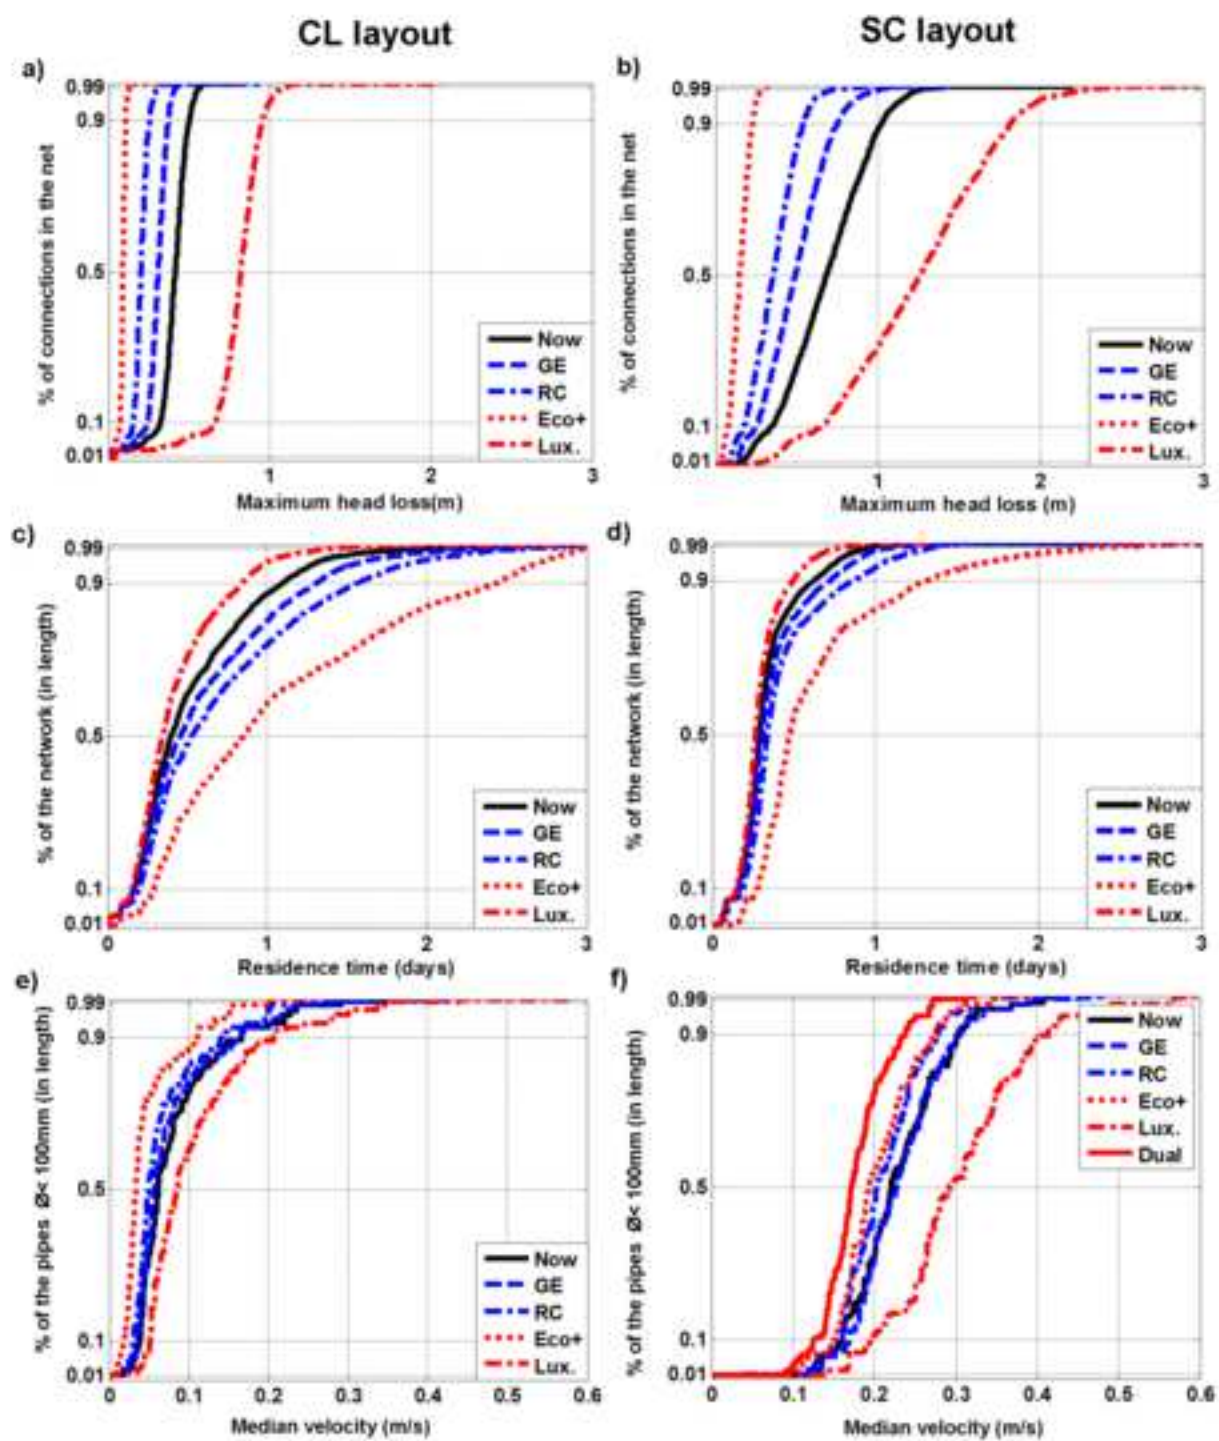 CL layout
SC layout
a)
% of connections in the net
0.99
0.9
0.5
0.1
0.01
1
2
3
Maximum head loss(m)
Now
GE
RC
Eco+
Lux.
b)
% of connections in the net
0.99
0.9
0.5
0.1
0.01
1
2
3
Maximum head loss (m)
Now
GE
RC
Eco+
Lux.
c)
% of the network (in length)
0.99
0.9
0.5
0.1
0.01
0
1
2
3
Residence time (days)
Now
GE
RC
Eco+
Lux.
d)
% of the network (in length)
0.99
0.9
0.5
0.1
0.01
0
1
2
3
Residence time (days)
Now
GE
RC
Eco+
Lux.
e)
% of the pipes Ø< 100mm (in length)
0.99
0.9
0.5
0.1
0.01
0
0.1
0.2
0.3
0.4
0.5
0.6
Median velocity (m/s)
Now
GE
RC
Eco+
Lux.
f)
% of the pipes Ø< 100mm (in length)
0.99
0.9
0.5
0.1
0.01
0
0.1
0.2
0.3
0.4
0.5
0.6
Median velocity (m/s)
Now
GE
RC
Eco+
Lux.
Dual